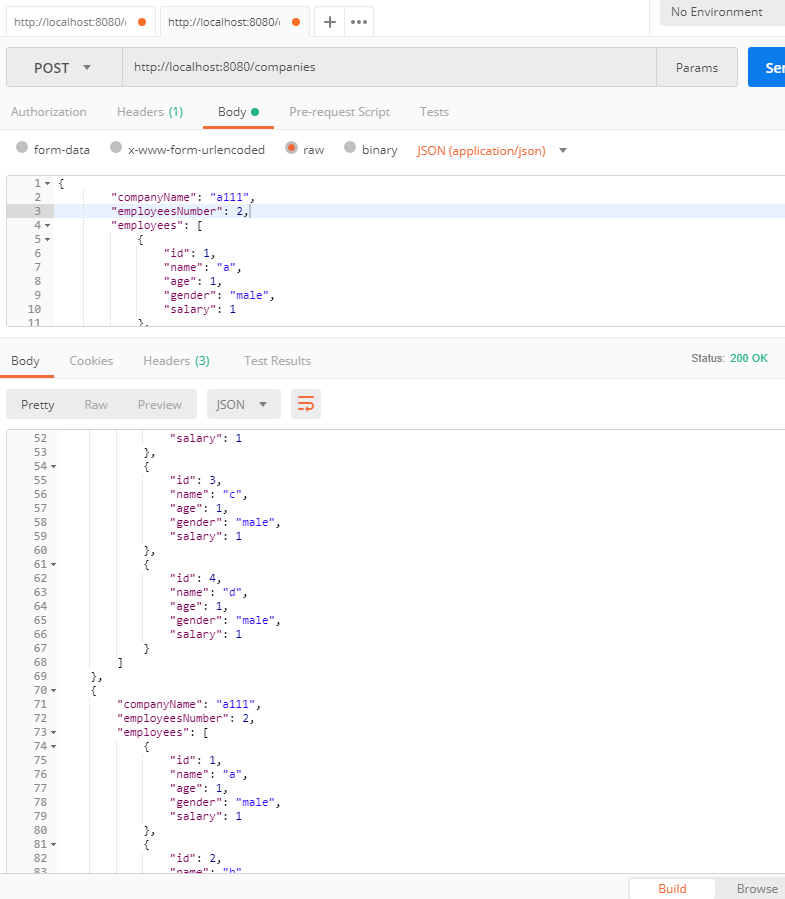 http://localhost:8080/ http://localhost:8080/ + ••• No Environment
POST http://localhost:8080/companies Params
Authorization Headers (1) Body Pre-request Script Tests
form-data x-www-form-urlencoded raw binary JSON (application/json)
1 {
2 "companyName": "a111",
3 "employeesNumber": 2,
4 "employees": [
5 {
6 "id": 1,
7 "name": "a",
8 "age": 1,
9 "gender": "male",
10 "salary": 1
11 },
Body Cookies Headers (3) Test Results Status: 200 OK
Pretty Raw Preview JSON
52 "salary": 1
53 },
54 {
55 "id": 3,
56 "name": "c",
57 "age": 1,
58 "gender": "male",
59 "salary": 1
60 },
61 {
62 "id": 4,
63 "name": "d",
64 "age": 1,
65 "gender": "male",
66 "salary": 1
67 }
68 ]
69 },
70 {
71 "companyName": "a111",
72 "employeesNumber": 2,
73 "employees": [
74 {
75 "id": 1,
76 "name": "a",
77 "age": 1,
78 "gender": "male",
79 "salary": 1
80 },
81 {
82 "id": 2,
83 "name": "b"
Build Browse